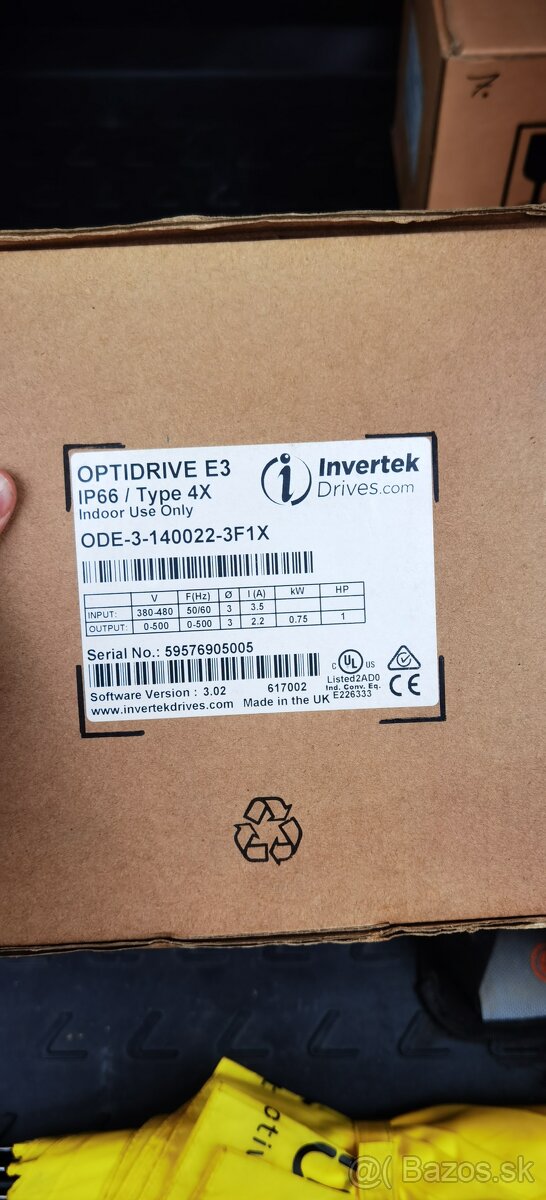 OPTIDRIVE E3
IP66 / Type 4X
Indoor Use Only
invertek
Drives.com
ODE-3-140022-3F1X
V F(Hz) Ø I (A) kW HP
INPUT: 380-480 50/60 3 3.5
OUTPUT: 0-500 0-500 3 2.2 0.75 1
Serial No.: 59576905005
Software Version : 3.02 617002
www.invertekdrives.com Made in the UK
C UL US
Listed2AD0
Ind. Conv. Eq.
E226333
CE
Bazos.sk